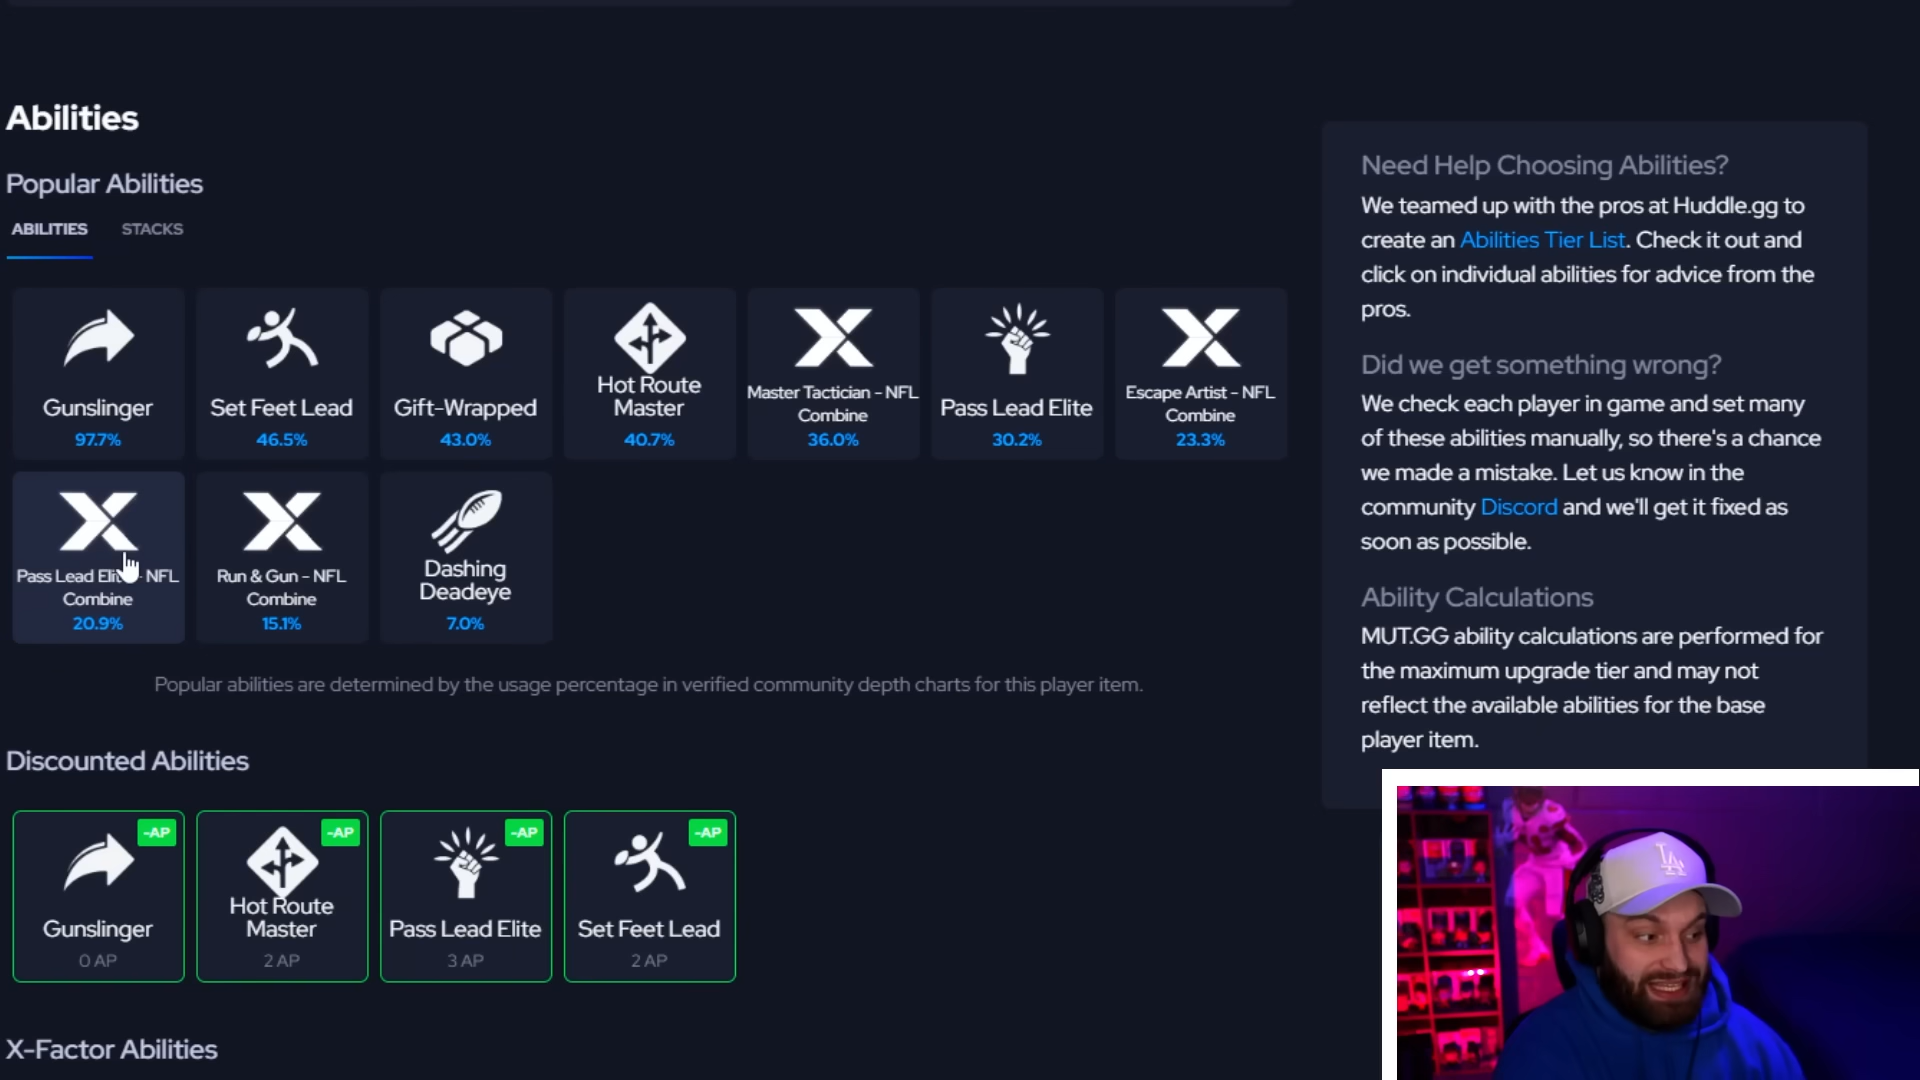 Abilities
Popular Abilities
ABILITIES STACKS
Gunslinger
97.7%
Set Feet Lead
46.5%
Gift-Wrapped
43.0%
Hot Route
Master
40.7%
Master Tactician - NFL
Combine
36.0%
Pass Lead Elite
30.2%
Escape Artist - NFL
Combine
23.3%
Pass Lead Elite - NFL
Combine
20.9%
Run & Gun - NFL
Combine
15.1%
Dashing
Deadeye
7.0%
Popular abilities are determined by the usage percentage in verified community depth charts for this player item.
Discounted Abilities
-AP
Gunslinger
0 AP
-AP
Hot Route
Master
2 AP
-AP
Pass Lead Elite
3 AP
-AP
Set Feet Lead
2 AP
X-Factor Abilities
Need Help Choosing Abilities?
We teamed up with the pros at Huddle.gg to
create an Abilities Tier List. Check it out and
click on individual abilities for advice from the
pros.
Did we get something wrong?
We check each player in game and set many
of these abilities manually, so there's a chance
we made a mistake. Let us know in the
community Discord and we'll get it fixed as
soon as possible.
Ability Calculations
MUT.GG ability calculations are performed for
the maximum upgrade tier and may not
reflect the available abilities for the base
player item.
LA